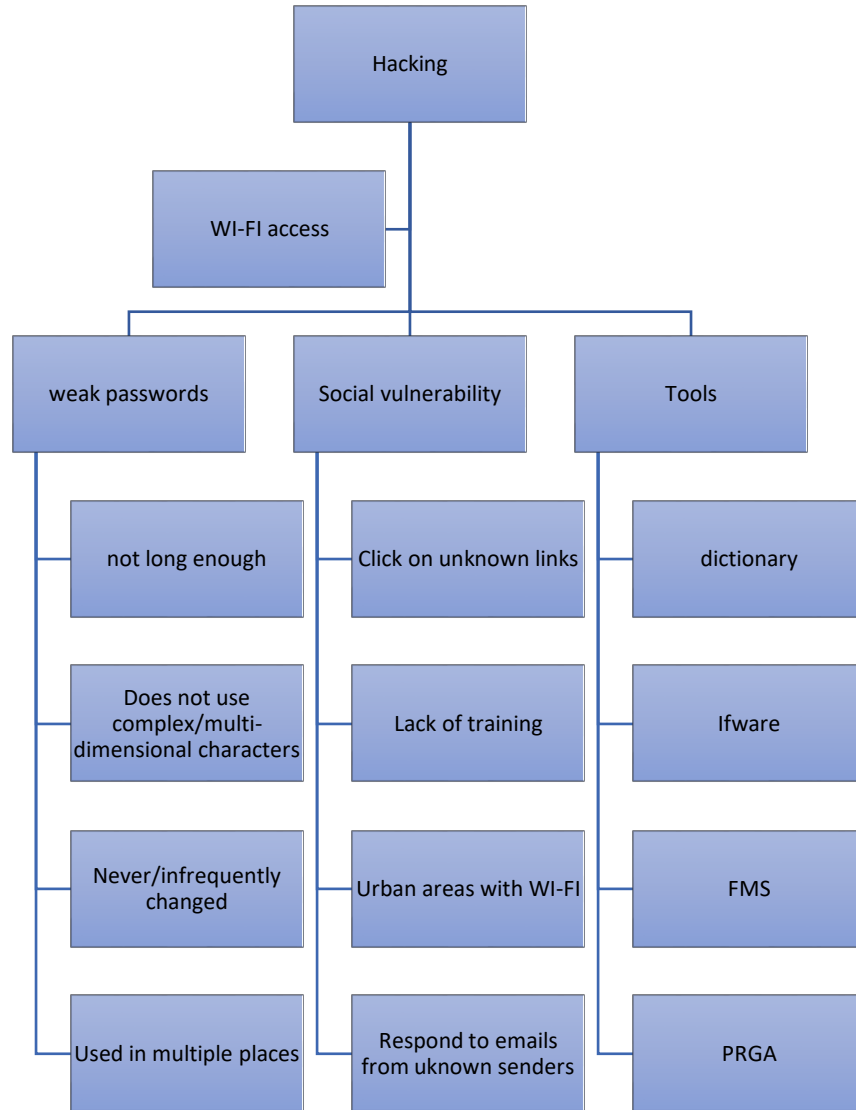 Hacking
WI-FI access
weak passwords
Social vulnerability
Tools
not long enough
Click on unknown links
dictionary
Does not use
complex/multi-
dimensional characters
Lack of training
Ifware
Never/infrequently
changed
Urban areas with WI-FI
FMS
Used in multiple places
Respond to emails
from uknown senders
PRGA